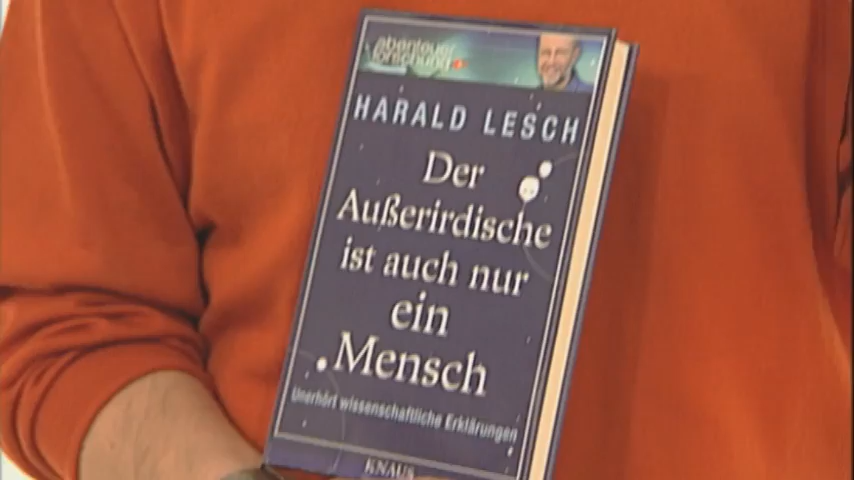 abenteuer
forschung
HARALD LESCH
Der
Außerirdische
ist auch nur
ein
Mensch
Unerhört wissenschaftliche Erklärungen
KNAUS